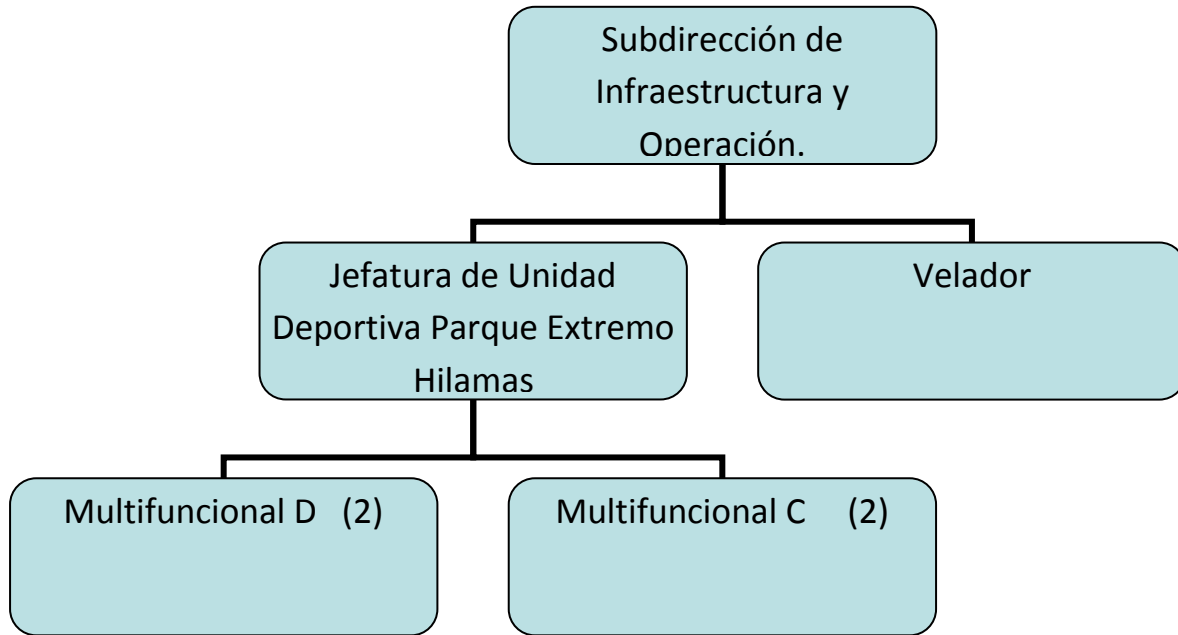 Subdirección de
Infraestructura y
Operación.
Jefatura de Unidad
Deportiva Parque Extremo
Hilamas
Velador
Multifuncional D (2)
Multifuncional C (2)